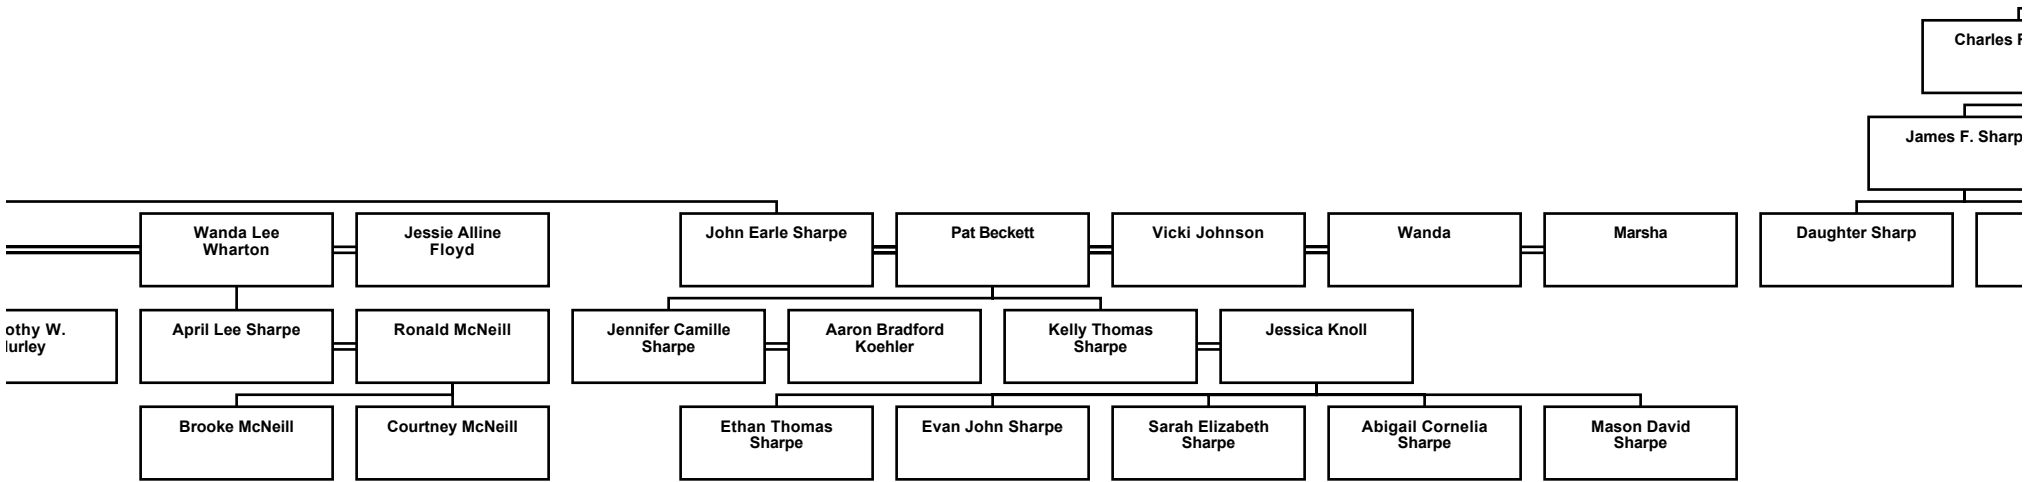 Charles
James F. Sharp
Wanda Lee
Wharton
Jessie Alline
Floyd
John Earle Sharpe
Pat Beckett
Vicki Johnson
Wanda
Marsha
Daughter Sharp
W.
April Lee Sharpe
Ronald McNeill
Jennifer Camille
Sharpe
Aaron Bradford
Koehler
Kelly Thomas
Sharpe
Jessica Knoll
Brooke McNeill
Courtney McNeill
Ethan Thomas
Sharpe
Evan John Sharpe
Sarah Elizabeth
Sharpe
Abigail Cornelia
Sharpe
Mason David
Sharpe